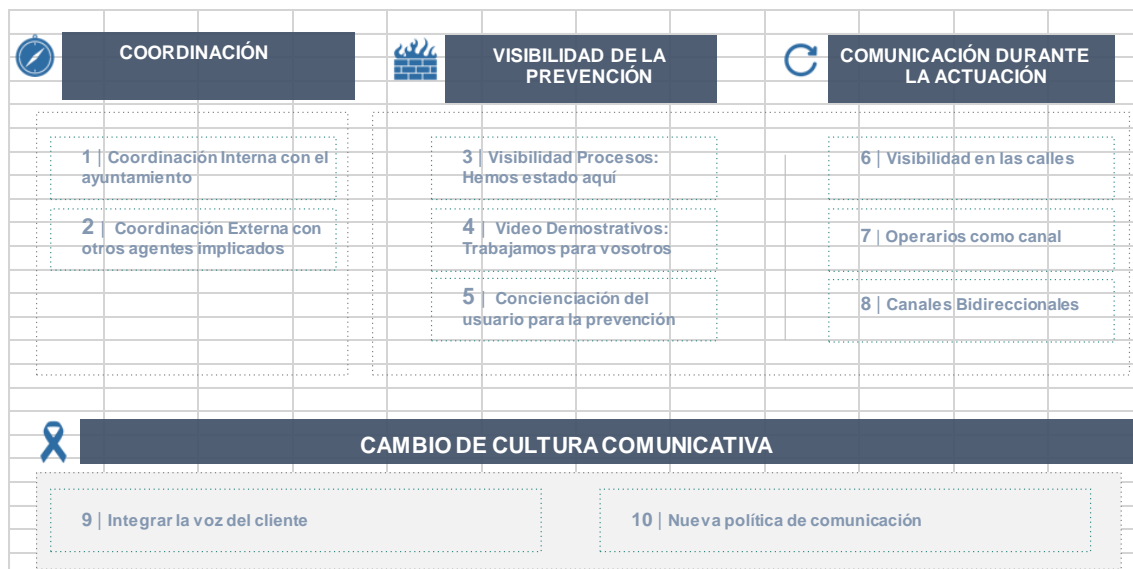 COORDINACIÓN
1 | Coordinación Interna con el
ayuntamiento
2 | Coordinación Externa con
otros agentes implicados
VISIBILIDAD DE LA
PREVENCIÓN
3 | Visibilidad Procesos:
Hemos estado aquí
4 | Video Demostrativos:
Trabajamos para vosotros
5 | Concienciación del
usuario para la prevención
COMUNICACIÓN DURANTE
LA ACTUACIÓN
6 | Visibilidad en las calles
7 | Operarios como canal
8 | Canales Bidireccionales
CAMBIO DE CULTURA COMUNICATIVA
9 | Integrar la voz del cliente
10 | Nueva política de comunicación